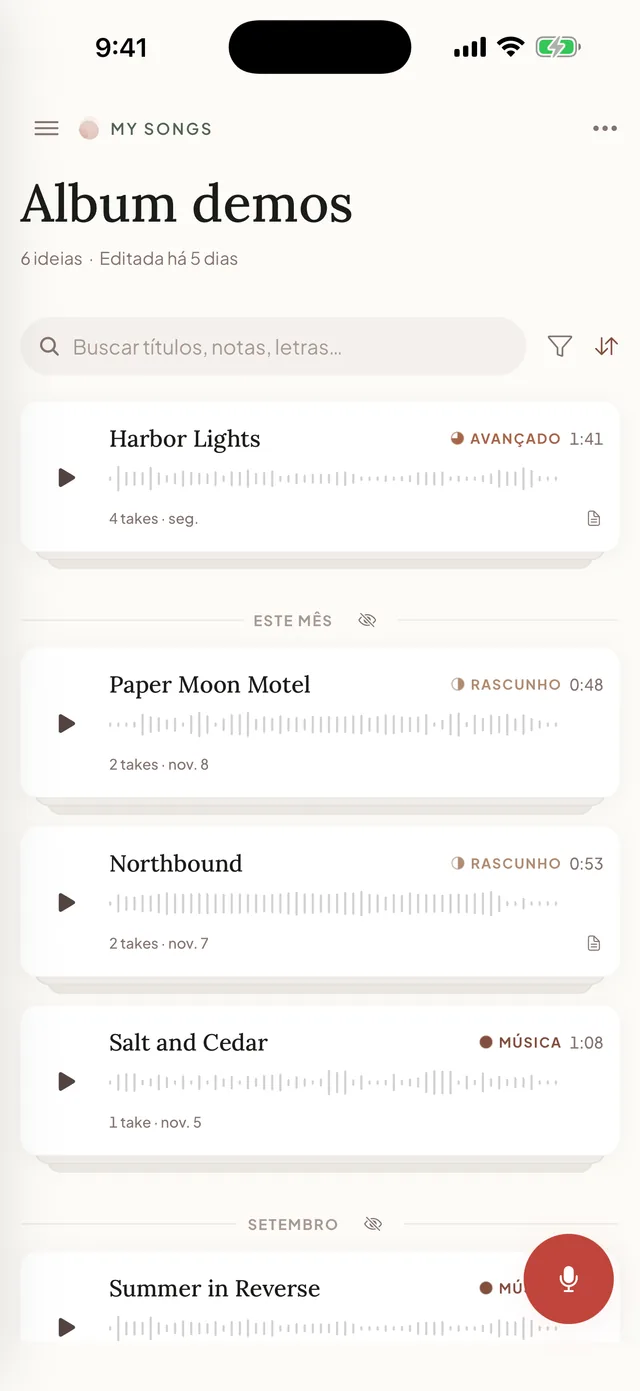 9:41
MY SONGS
Album demos
6 ideias · Editada há 5 dias
Buscar títulos, notas, letras...
Harbor Lights
AVANÇADO 1:41
4 takes · seg.
ESTE MÊS
Paper Moon Motel
RASCUNHO 0:48
2 takes · nov. 8
Northbound
RASCUNHO 0:53
2 takes · nov. 7
Salt and Cedar
MÚSICA 1:08
1 take · nov. 5
SETEMBRO
Summer in Reverse